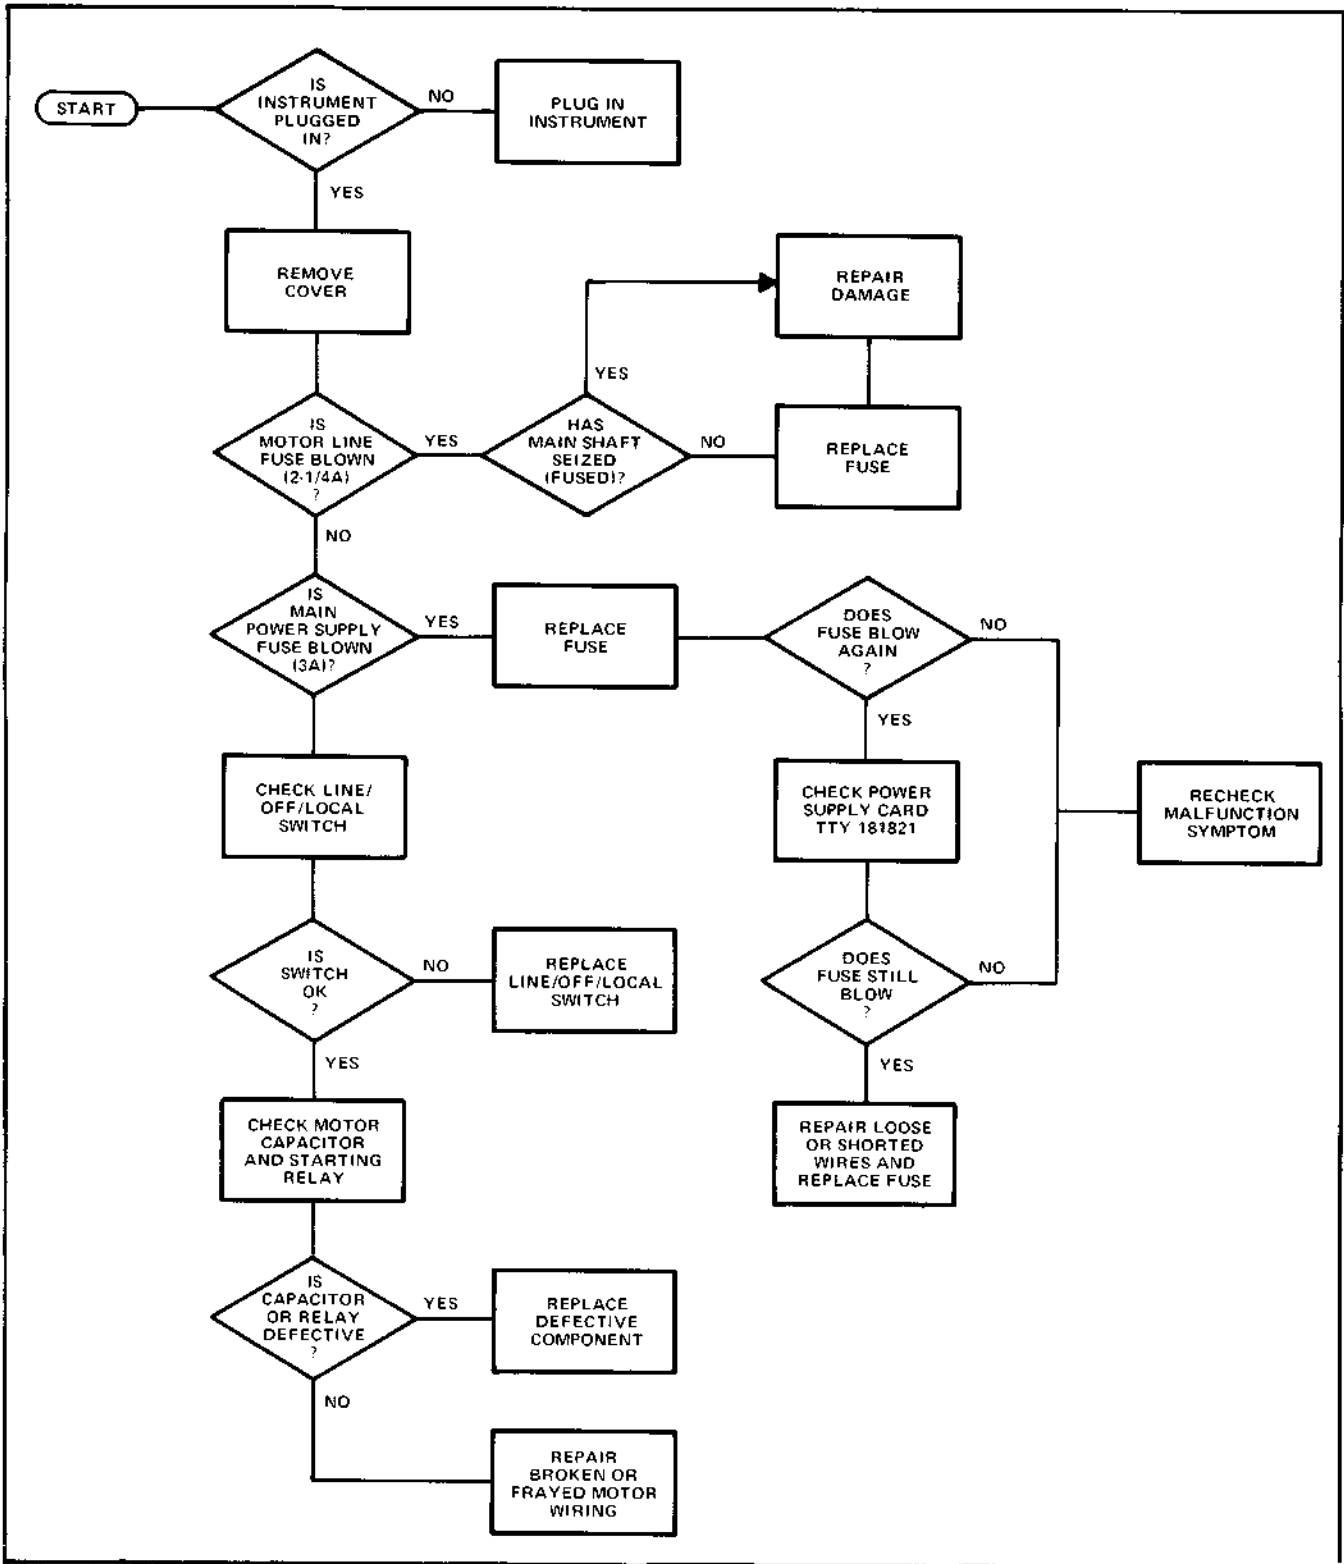 START
IS
INSTRUMENT
PLUGGED
IN?
NO
PLUG IN
INSTRUMENT
YES
REMOVE
COVER
REPAIR
DAMAGE
YES
IS
MOTOR LINE
FUSE BLOWN
(2-1/4A)
?
YES
HAS
MAIN SHAFT
SEIZED
(FUSED)?
NO
REPLACE
FUSE
NO
IS
MAIN
POWER SUPPLY
FUSE BLOWN
(3A)?
YES
REPLACE
FUSE
DOES
FUSE BLOW
AGAIN
?
NO
YES
CHECK LINE/
OFF/LOCAL
SWITCH
CHECK POWER
SUPPLY CARD
TTY 181821
RECHECK
MALFUNCTION
SYMPTOM
IS
SWITCH
OK
?
NO
REPLACE
LINE/OFF/LOCAL
SWITCH
DOES
FUSE STILL
BLOW
?
NO
YES
YES
CHECK MOTOR
CAPACITOR
AND STARTING
RELAY
REPAIR LOOSE
OR SHORTED
WIRES AND
REPLACE FUSE
IS
CAPACITOR
OR RELAY
DEFECTIVE
?
YES
REPLACE
DEFECTIVE
COMPONENT
NO
REPAIR
BROKEN OR
FRAYED MOTOR
WIRING